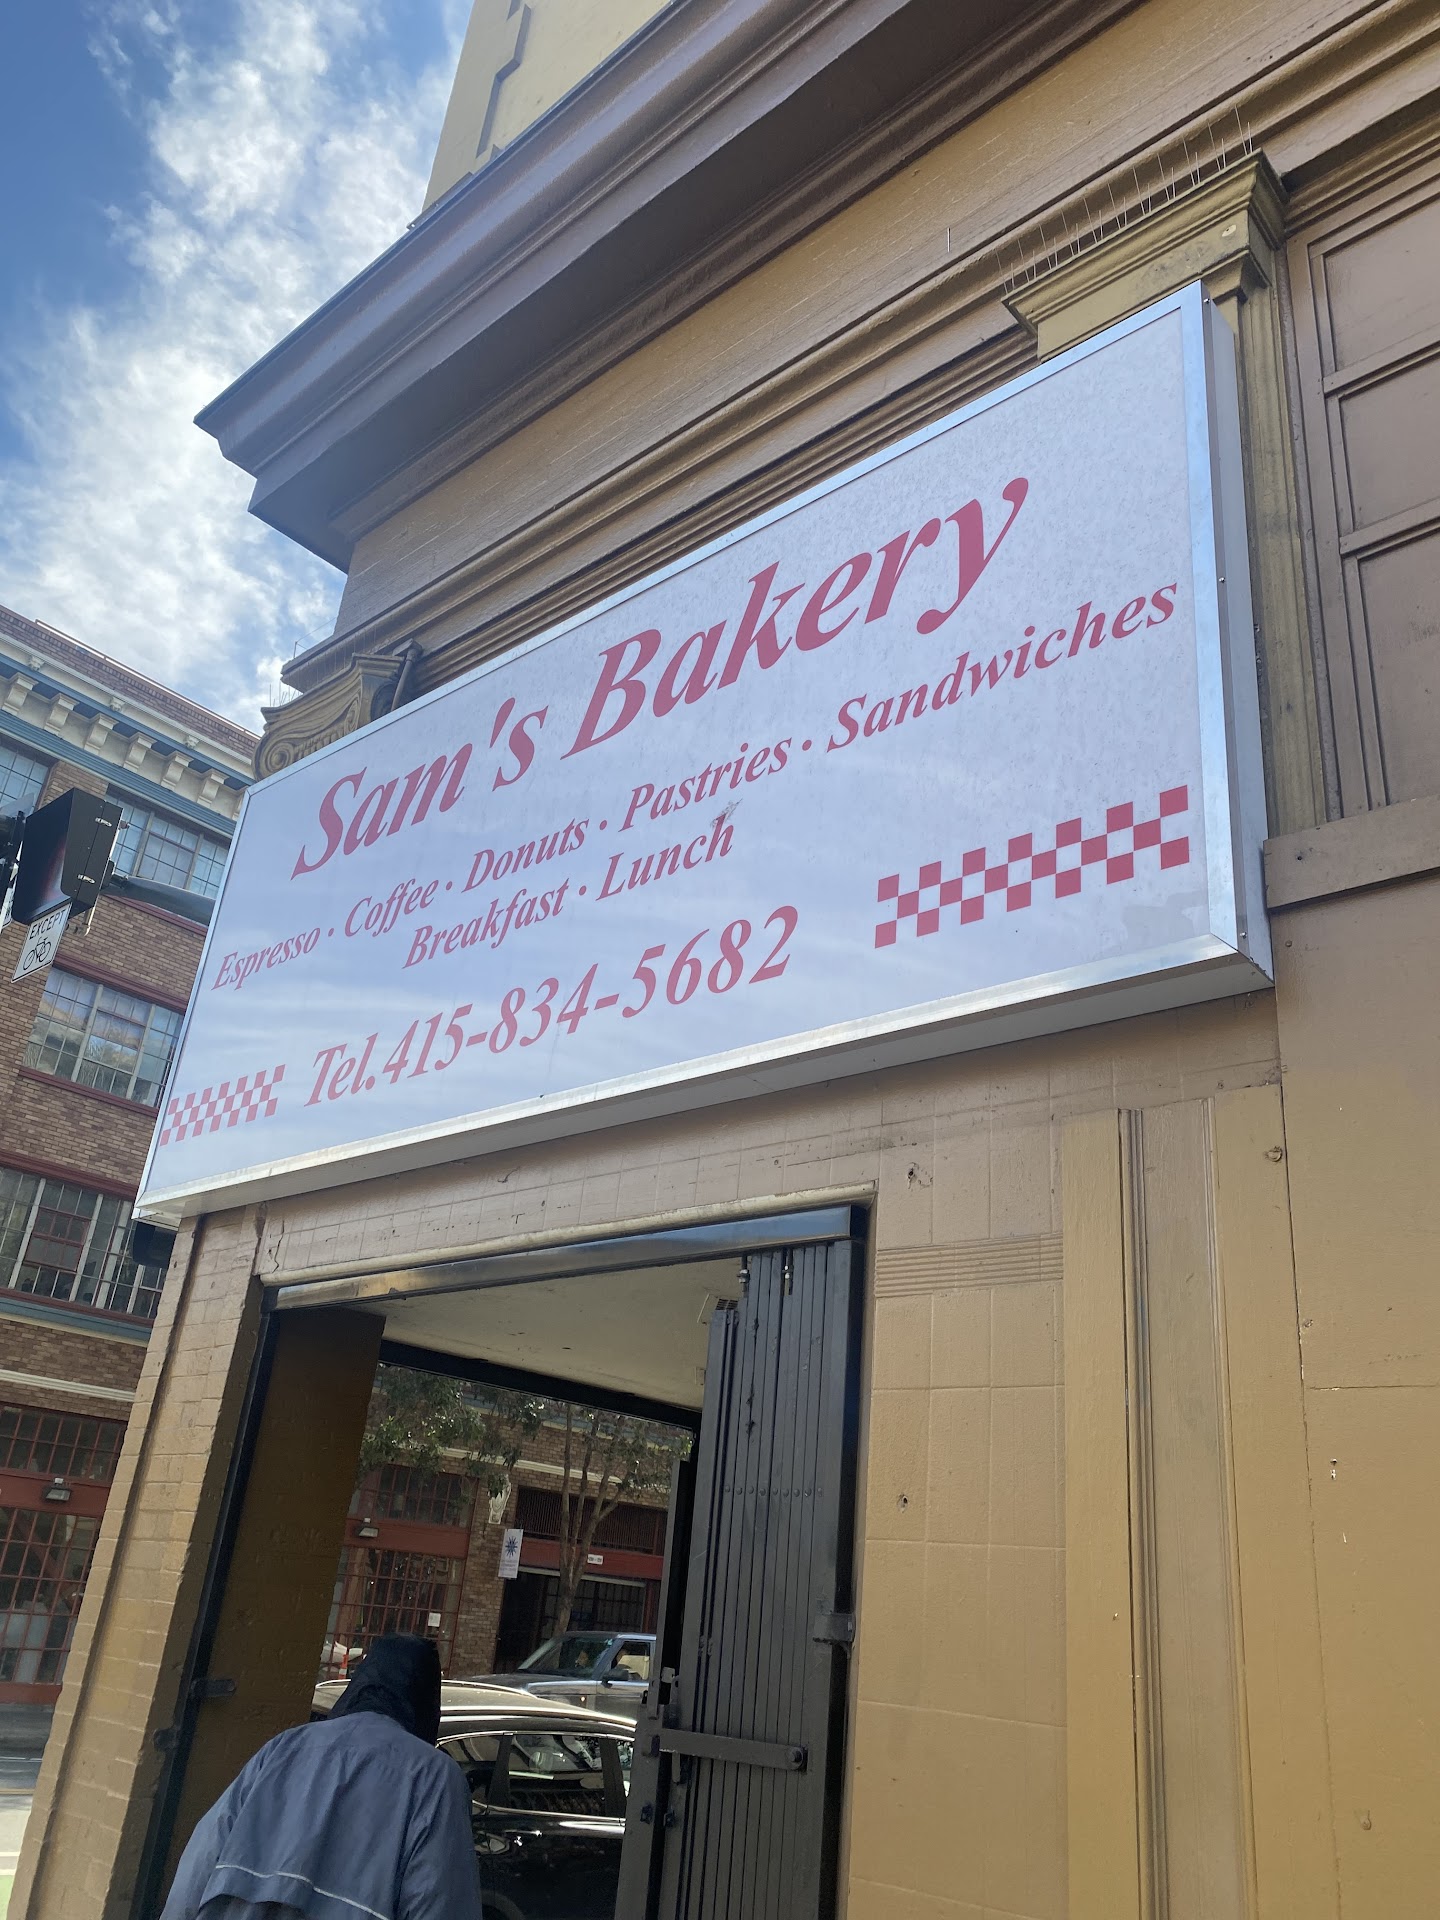 Sam's Bakery
Espresso · Coffee · Donuts · Pastries · Sandwiches
Breakfast · Lunch
Tel.415-834-5682
EXCEPT